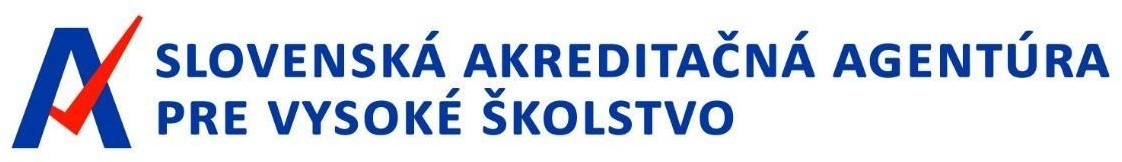 SLOVENSKÁ AKREDITAČNÁ AGENTÚRA
PRE VYSOKÉ ŠKOLSTVO